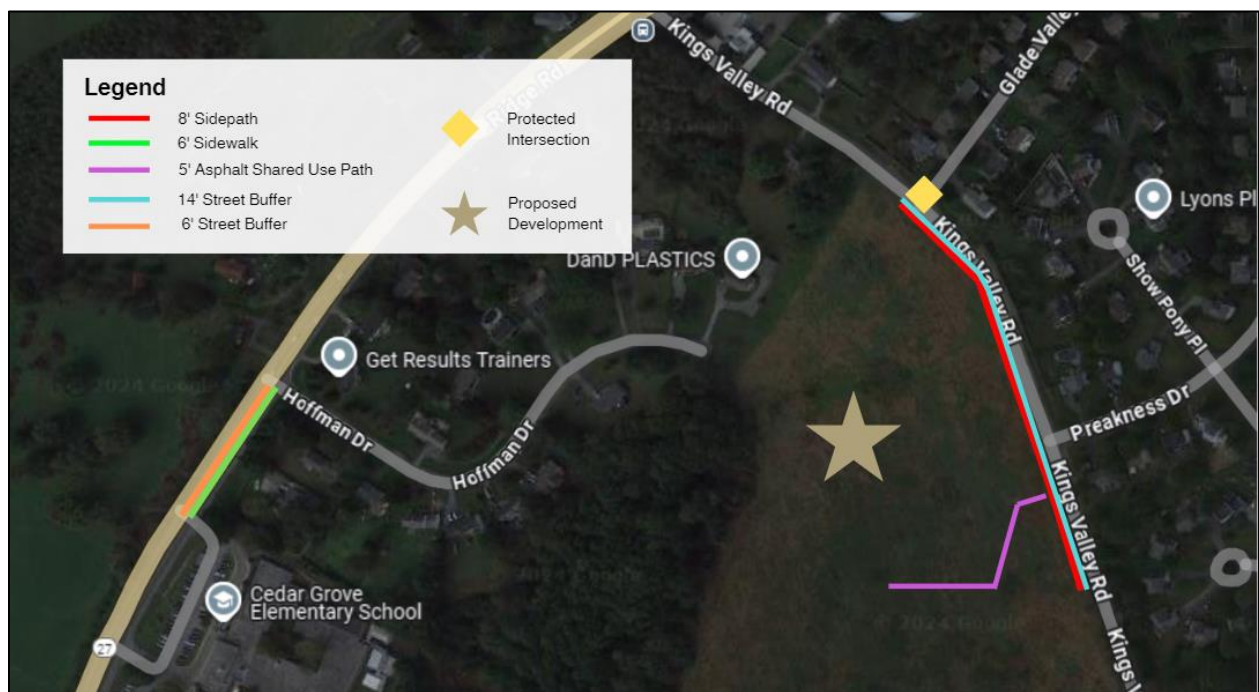 Legend
8' Sidepath
6' Sidewalk
5' Asphalt Shared Use Path
14' Street Buffer
6' Street Buffer
Protected
Intersection
Proposed
Development
Ridge Rd
Kings Valley Rd
Glade Valley
Lyons Pl
Kings Valley Rd
DanD PLASTICS
Show Pony Pl
Get Results Trainers
Hoffman Dr
Hoffman Dr
Preakness Dr
Kings Valley Rd
Cedar Grove
Elementary School
© 2024 Google
27
Kings V